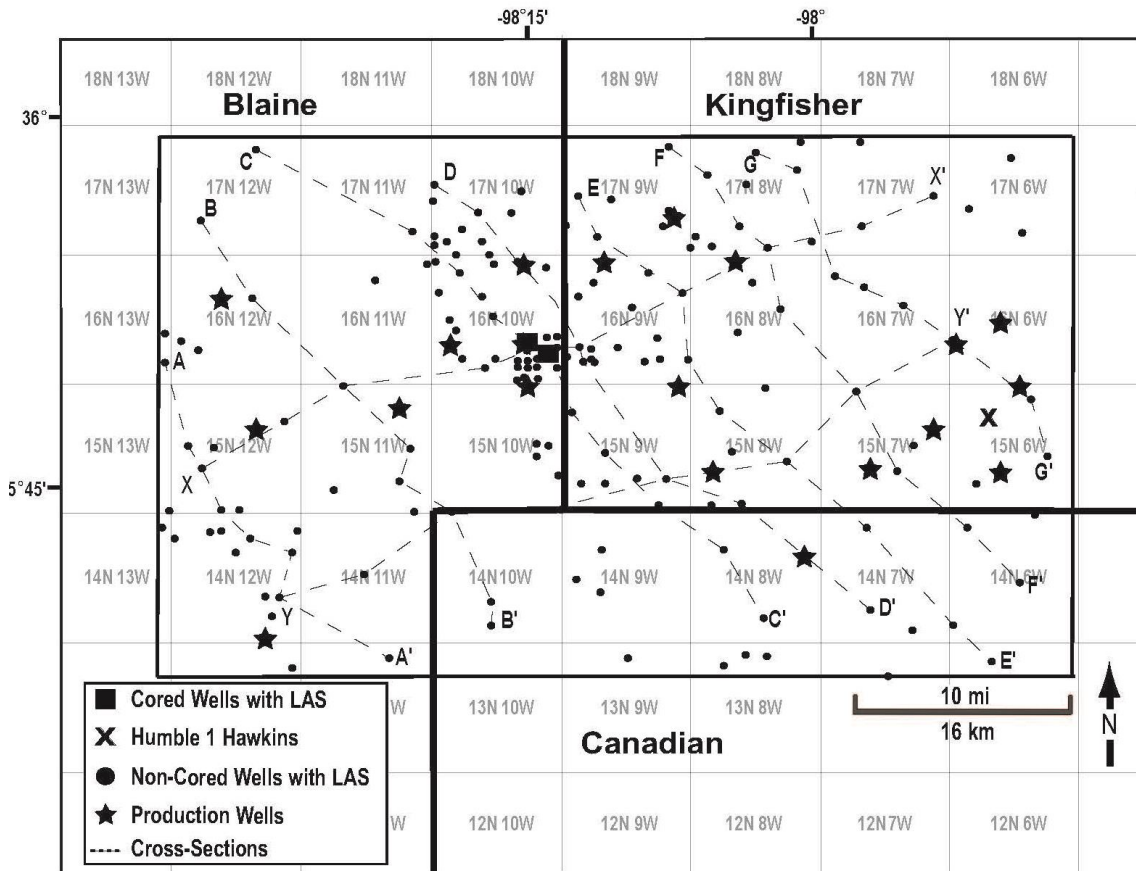 -98°15' -98°
18N 13W 18N 12W 18N 11W 18N 10W 18N 9W 18N 8W 18N 7W 18N 6W
Blaine Kingfisher
36°
C F G
D
17N 13W 17N 12W 17N 11W 17N 10W E 17N 9W 17N 8W 17N 7W X' 17N 6W
B
16N 13W 16N 12W 16N 11W 16N 10W 16N 9W 16N 8W 16N 7W Y' 16N 6W
A
X
15N 12W 15N 11W 15N 10W 15N 9W 15N 8W 15N 7W 15N 6W
X G'
5°45'
14N 13W 14N 12W 14N 11W 14N 10W 14N 9W 14N 8W 14N 7W 14N 6W
F'
Y B' C' D'
A' E'
Cored Wells with LAS
W 13N 10W 13N 9W 13N 8W
10 mi
X Humble 1 Hawkins
16 km
N
Canadian
Non-Cored Wells with LAS
Production Wells
W 12N 10W 12N 9W 12N 8W 12N 7W 12N 6W
Cross-Sections